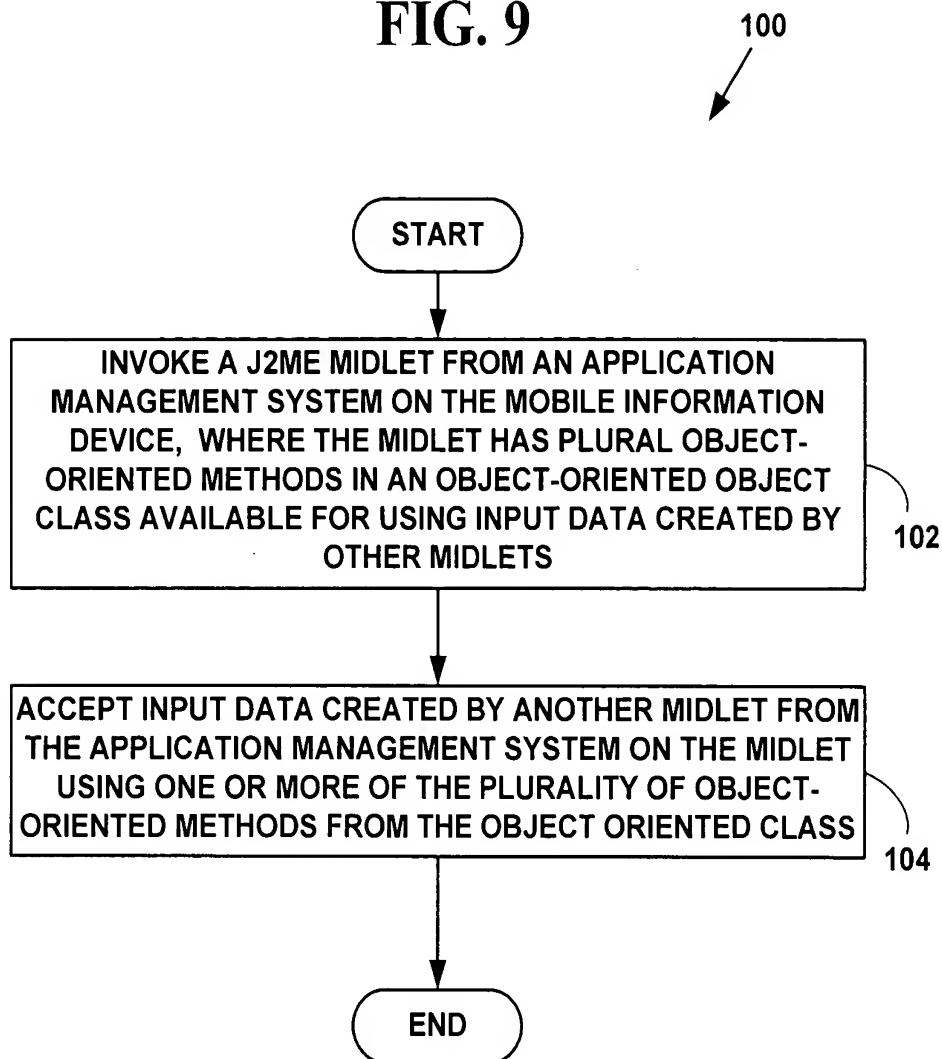 FIG. 9
100
START
INVOKE A J2ME MIDLET FROM AN APPLICATION
MANAGEMENT SYSTEM ON THE MOBILE INFORMATION
DEVICE, WHERE THE MIDLET HAS PLURAL OBJECT-
ORIENTED METHODS IN AN OBJECT-ORIENTED OBJECT
CLASS AVAILABLE FOR USING INPUT DATA CREATED BY
OTHER MIDLETS
102
ACCEPT INPUT DATA CREATED BY ANOTHER MIDLET FROM
THE APPLICATION MANAGEMENT SYSTEM ON THE MIDLET
USING ONE OR MORE OF THE PLURALITY OF OBJECT-
ORIENTED METHODS FROM THE OBJECT ORIENTED CLASS
104
END